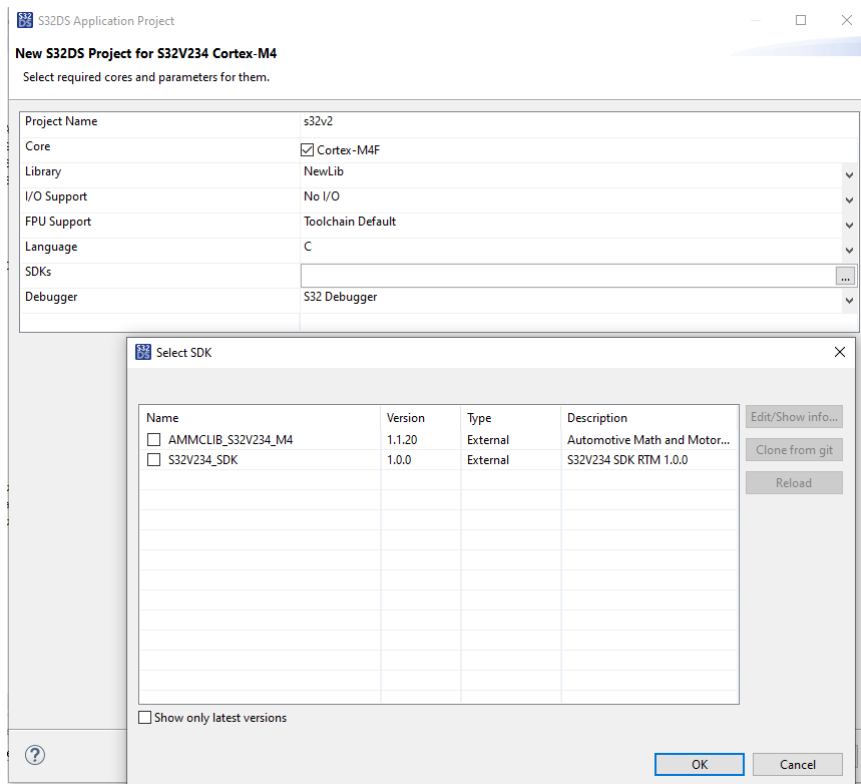 S32DS Application Project
New S32DS Project for S32V234 Cortex-M4
Select required cores and parameters for them.
Project Name s32v2
Core Cortex-M4F
Library NewLib
I/O Support No I/O
FPU Support Toolchain Default
Language C
SDKs ...
Debugger S32 Debugger
S32DS Select SDK
Name Version Type Description Edit/Show info...
AMMCLIB_S32V234_M4 1.1.20 External Automotive Math and Motor... Clone from git
S32V234_SDK 1.0.0 External S32V234 SDK RTM 1.0.0
Reload
Show only latest versions
OK Cancel